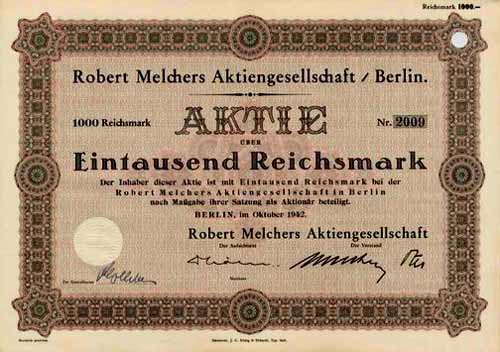 Reichsmark 1000.—
Robert Melchers Aktiengesellschaft / Berlin.
1000 Reichsmark AKTIE Nr. 2009
ÜBER
Eintausend Reichsmark
Der Inhaber dieser Aktie ist mit Eintausend Reichsmark bei der
Robert Melchers Aktiengesellschaft in Berlin
nach Maßgabe ihrer Satzung als Aktionär beteiligt.
BERLIN, im Oktober 1942.
Robert Melchers Aktiengesellschaft
Der Aufsichtsrat Der Vorstand
Der Kontrollbeamte